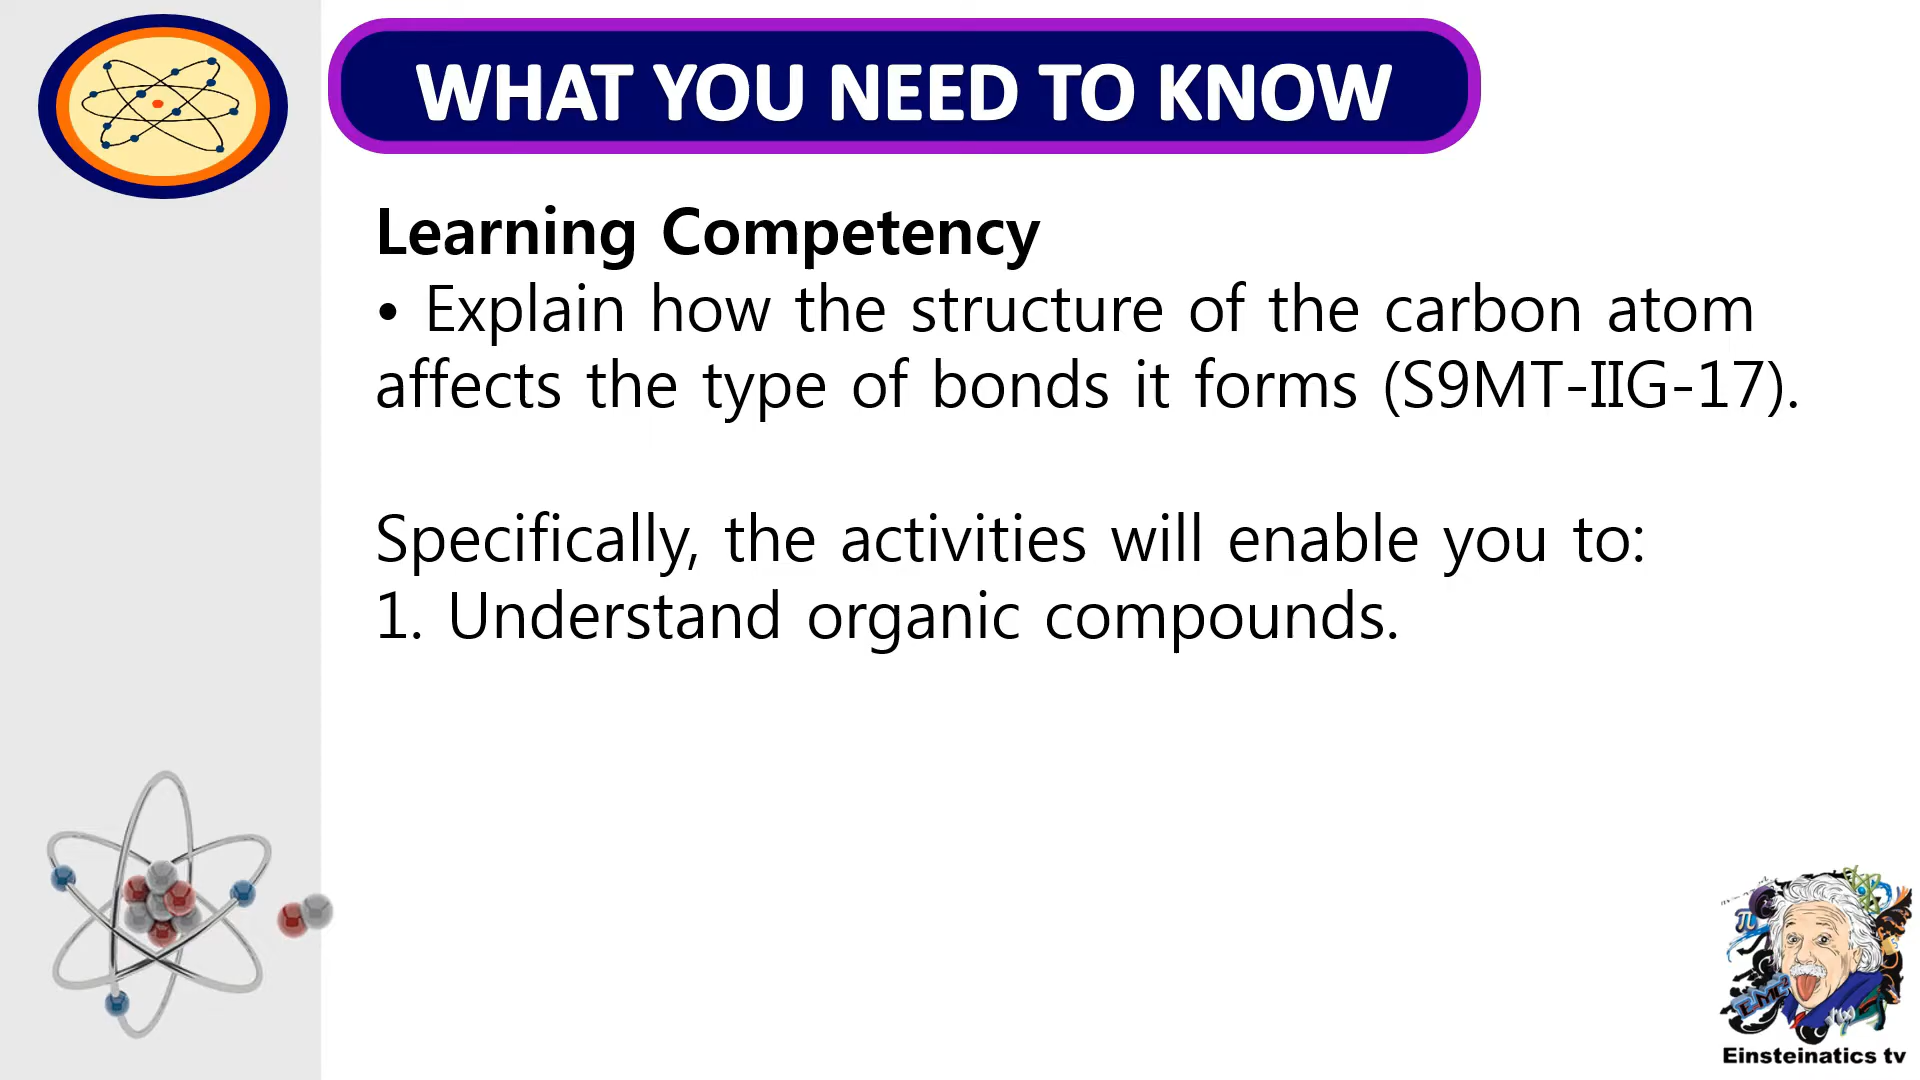 WHAT YOU NEED TO KNOW
Learning Competency
• Explain how the structure of the carbon atom
affects the type of bonds it forms (S9MT-IIG-17).
Specifically, the activities will enable you to:
1. Understand organic compounds.
π
Einsteinatics tv